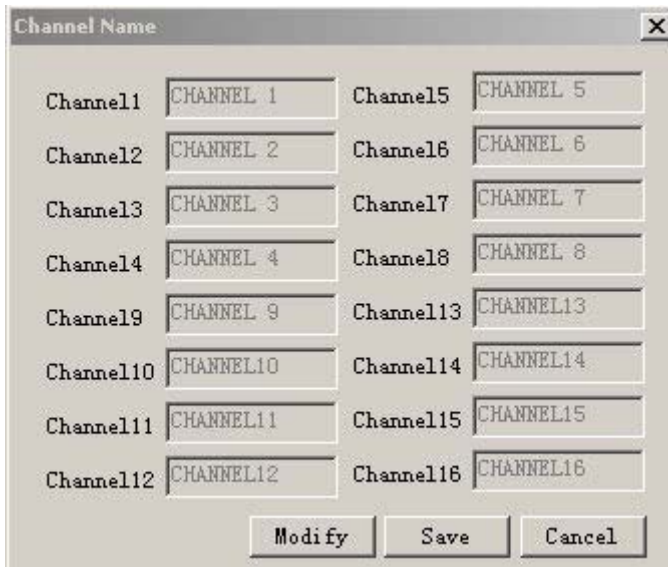 Channel Name
Channel1 CHANNEL 1 Channel5 CHANNEL 5
Channel2 CHANNEL 2 Channel6 CHANNEL 6
Channel3 CHANNEL 3 Channel7 CHANNEL 7
Channel4 CHANNEL 4 Channel8 CHANNEL 8
Channel9 CHANNEL 9 Channel13 CHANNEL13
Channel10 CHANNEL10 Channel14 CHANNEL14
Channel11 CHANNEL11 Channel15 CHANNEL15
Channel12 CHANNEL12 Channel16 CHANNEL16
Modify Save Cancel